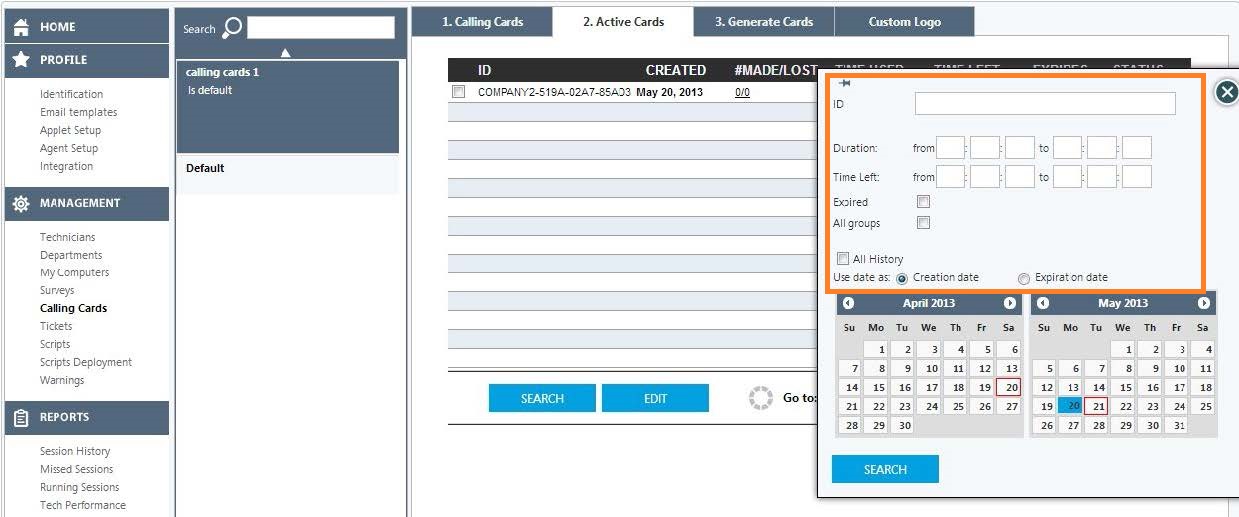 HOME
PROFILE
Identification
Email templates
Applet Setup
Agent Setup
Integration
MANAGEMENT
Technicians
Departments
My Computers
Surveys
Calling Cards
Tickets
Scripts
Scripts Deployment
Warnings
REPORTS
Session History
Missed Sessions
Running Sessions
Tech Performance
Search
calling cards 1
Is default
Default
1. Calling Cards 2. Active Cards 3. Generate Cards Custom Logo
ID CREATED #MADE/LOST TIME USED TIME LEFT EXPIRES STATUS
COMPANY2-519A-02A7-85AD3 May 20, 2013 0/0
SEARCH EDIT Go to:
ID
Duration: from : : to : :
Time Left: from : : to : :
Expired
All groups
All History
Use date as: Creation date Expiration date
April 2013
Su Mo Tu We Th Fr Sa
1 2 3 4 5 6
7 8 9 10 11 12 13
14 15 16 17 18 19 20
21 22 23 24 25 26 27
28 29 30
May 2013
Su Mo Tu We Th Fr Sa
1 2 3 4
5 6 7 8 9 10 11
12 13 14 15 16 17 18
19 20 21 22 23 24 25
26 27 28 29 30 31
SEARCH